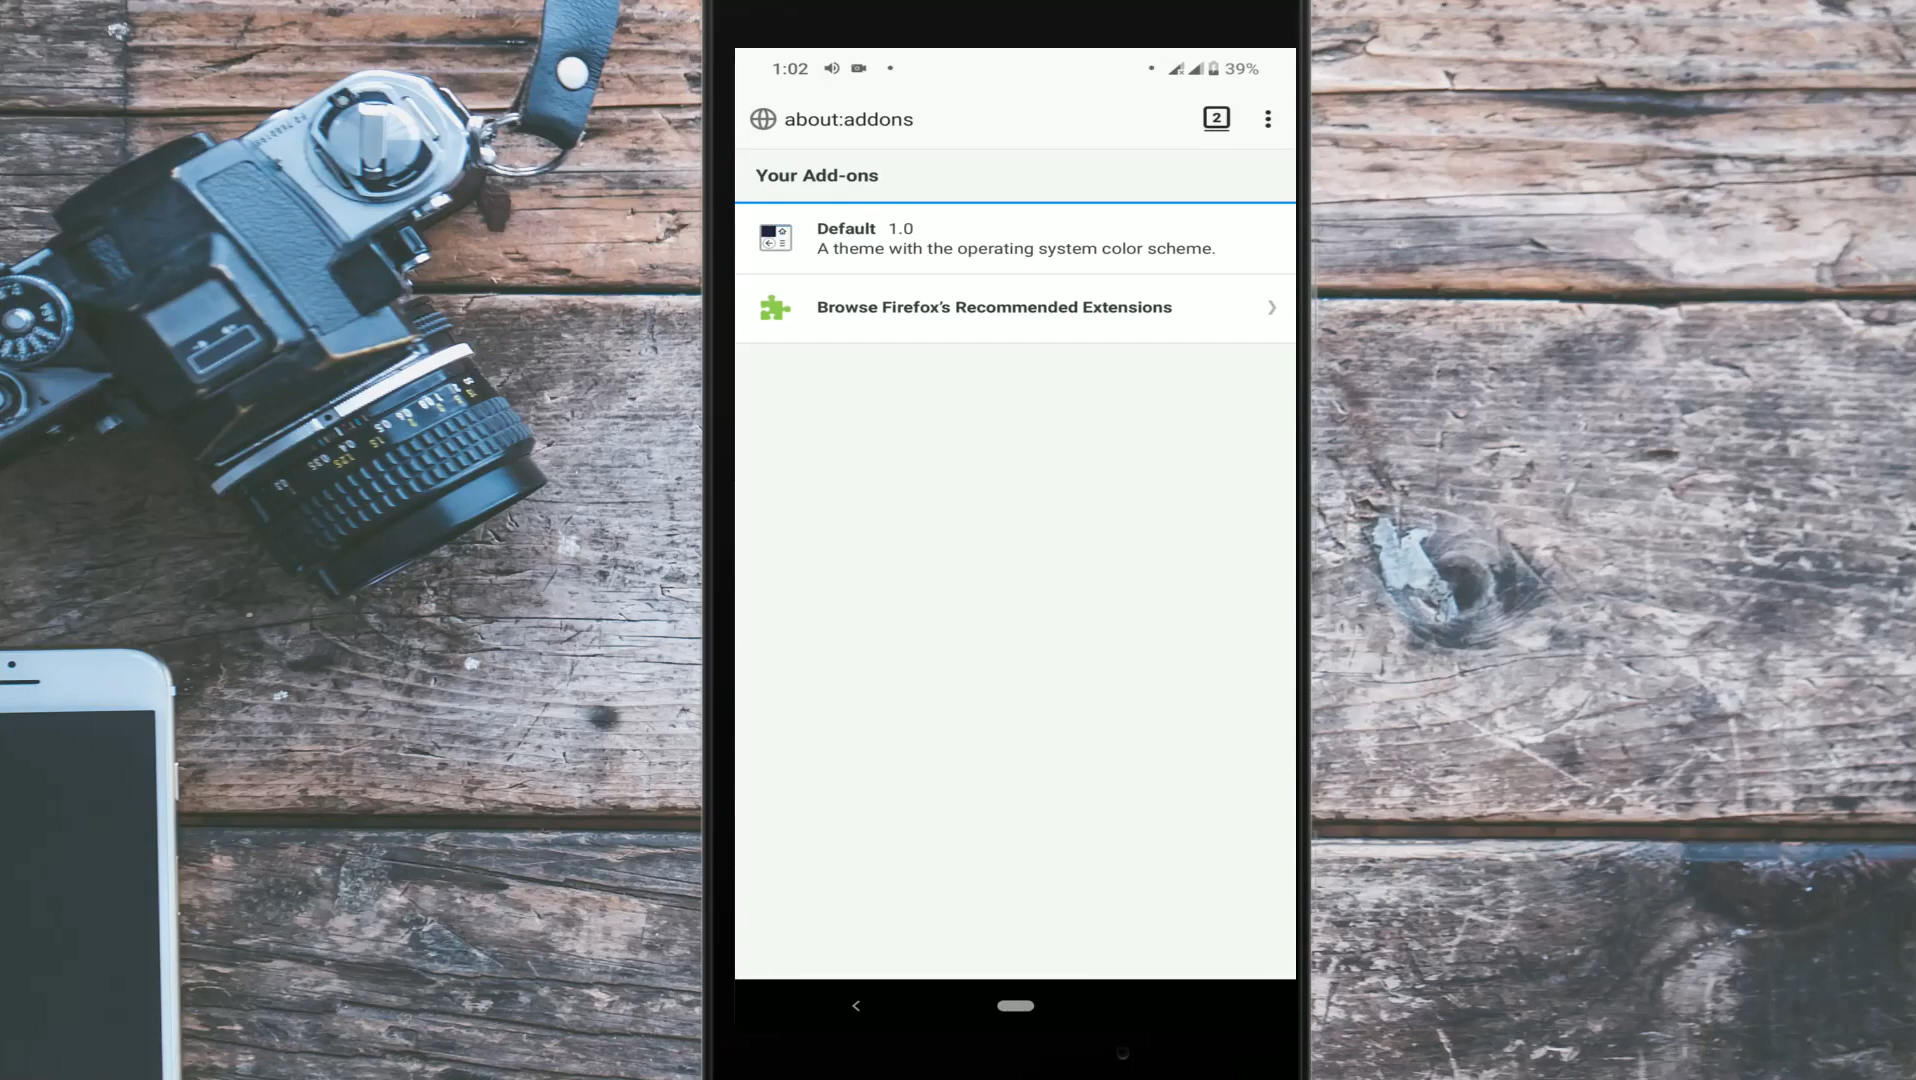 1:02
39%
about:addons
2
Your Add-ons
Default 1.0
A theme with the operating system color scheme.
Browse Firefox’s Recommended Extensions